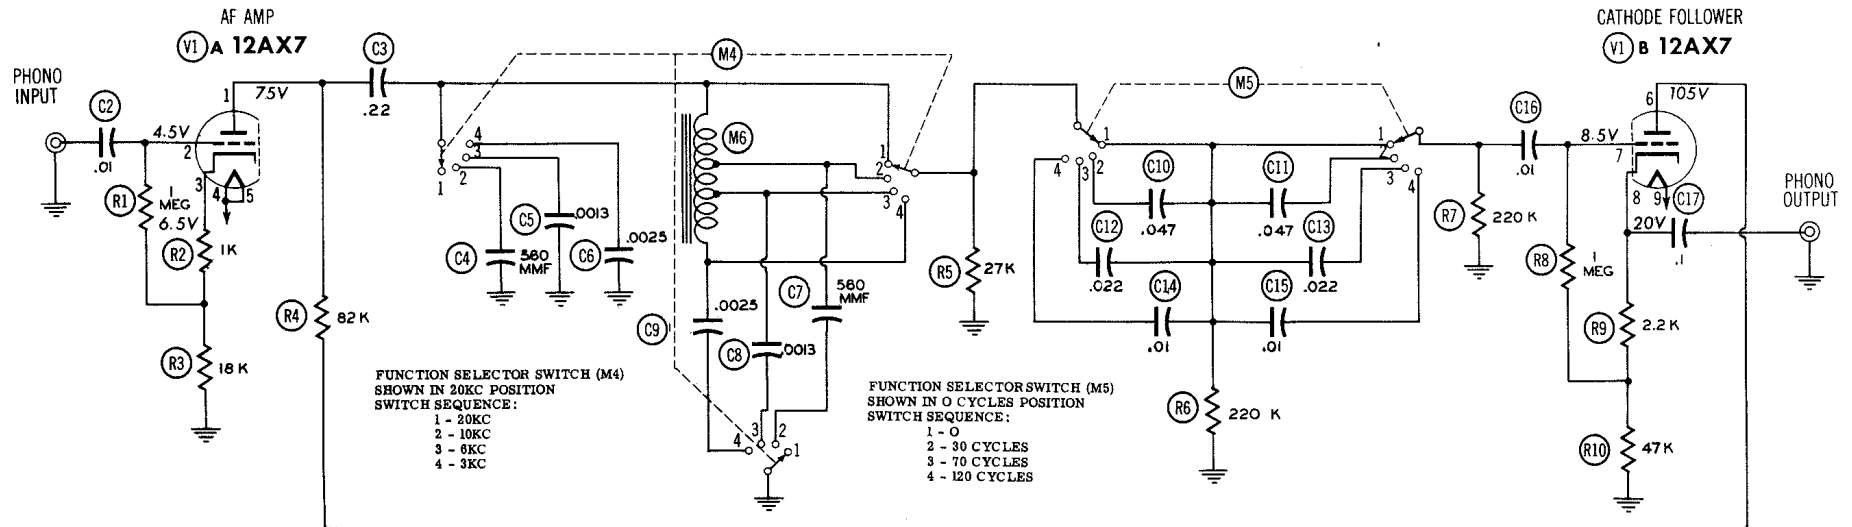 AF AMP
V1 A 12AX7
CATHODE FOLLOWER
V1 B 12AX7
PHONO
INPUT
C2
.01
4.5V
2
1
75V
3
4
5
R1
1
MEG
6.5V
R2
1K
R3
18 K
R4
82 K
C3
.22
M4
4
3
2
1
C4
560
MMF
C5
.0013
C6
.0025
M6
1
2
3
4
C7
560
MMF
C8
.0013
C9
.0025
4
3
2
1
FUNCTION SELECTOR SWITCH (M4)
SHOWN IN 20KC POSITION
SWITCH SEQUENCE:
1 - 20KC
2 - 10KC
3 - 6KC
4 - 3KC
R5
27K
M5
1
4
3
2
C10
.047
C11
.047
C12
.022
C13
.022
C14
.01
C15
.01
1
2
3
4
R6
220 K
FUNCTION SELECTOR SWITCH (M5)
SHOWN IN O CYCLES POSITION
SWITCH SEQUENCE:
1 - O
2 - 30 CYCLES
3 - 70 CYCLES
4 - 120 CYCLES
R7
220 K
C16
.01
8.5V
7
6
105V
8
9
20V
C17
.1
R8
1
MEG
R9
2.2 K
R10
47 K
PHONO
OUTPUT